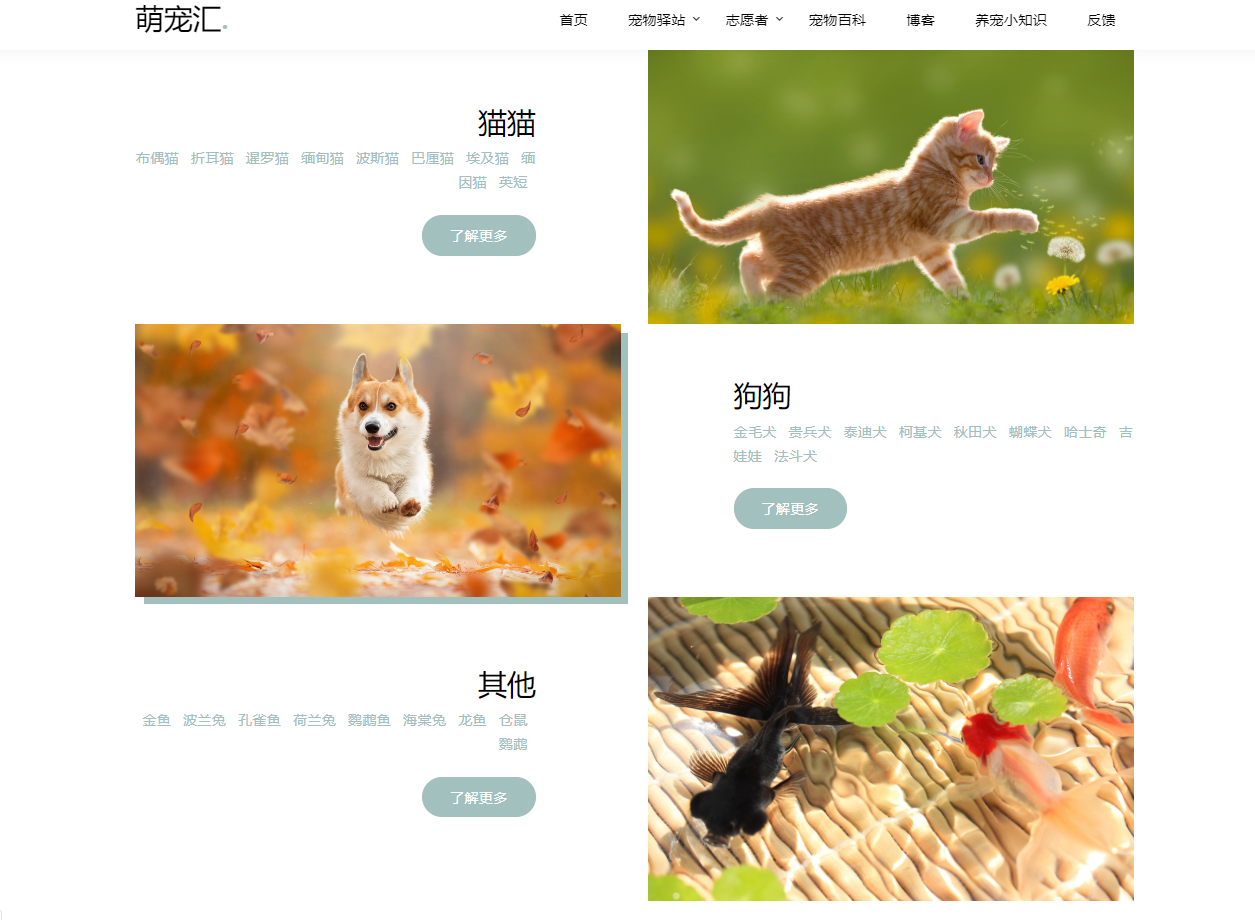 萌宠汇.
首页 宠物驿站 志愿者 宠物百科 博客 养宠小知识 反馈
猫猫
布偶猫 折耳猫 暹罗猫 缅甸猫 波斯猫 巴厘猫 埃及猫 缅
因猫 英短
了解更多
狗狗
金毛犬 贵兵犬 泰迪犬 柯基犬 秋田犬 蝴蝶犬 哈士奇 吉
娃娃 法斗犬
了解更多
其他
金鱼 波兰兔 孔雀鱼 荷兰兔 鹦鹉鱼 海棠兔 龙鱼 仓鼠
鹦鹉
了解更多